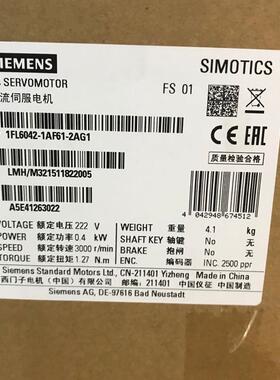 SIEMENS
SIMOTICS
SERVOMOTOR
FS 01
流伺服电机
1FL6042-1AF61-2AG1
CE EAC
LMH/M321511822005
质量检验合格
A5E41263022
4 042948 674512
VOLTAGE 额定电压 222 V
WEIGHT 重量 4.1 kg
POWER 额定功率 0.4 kW
SHAFT KEY 轴键 No 无
SPEED 额定转速 3000 r/min
BRAKE 抱闸 No 无
TORQUE 额定扭矩 1.27 N.m
ENC. 编码器 INC. 2500 ppr
Siemens Standard Motors Ltd., CN-211401 Yizheng Made in China
西门子电机(中国)有限公司 211401 中国仪征 中国制造
Siemens AG, DE-97616 Bad Neustadt